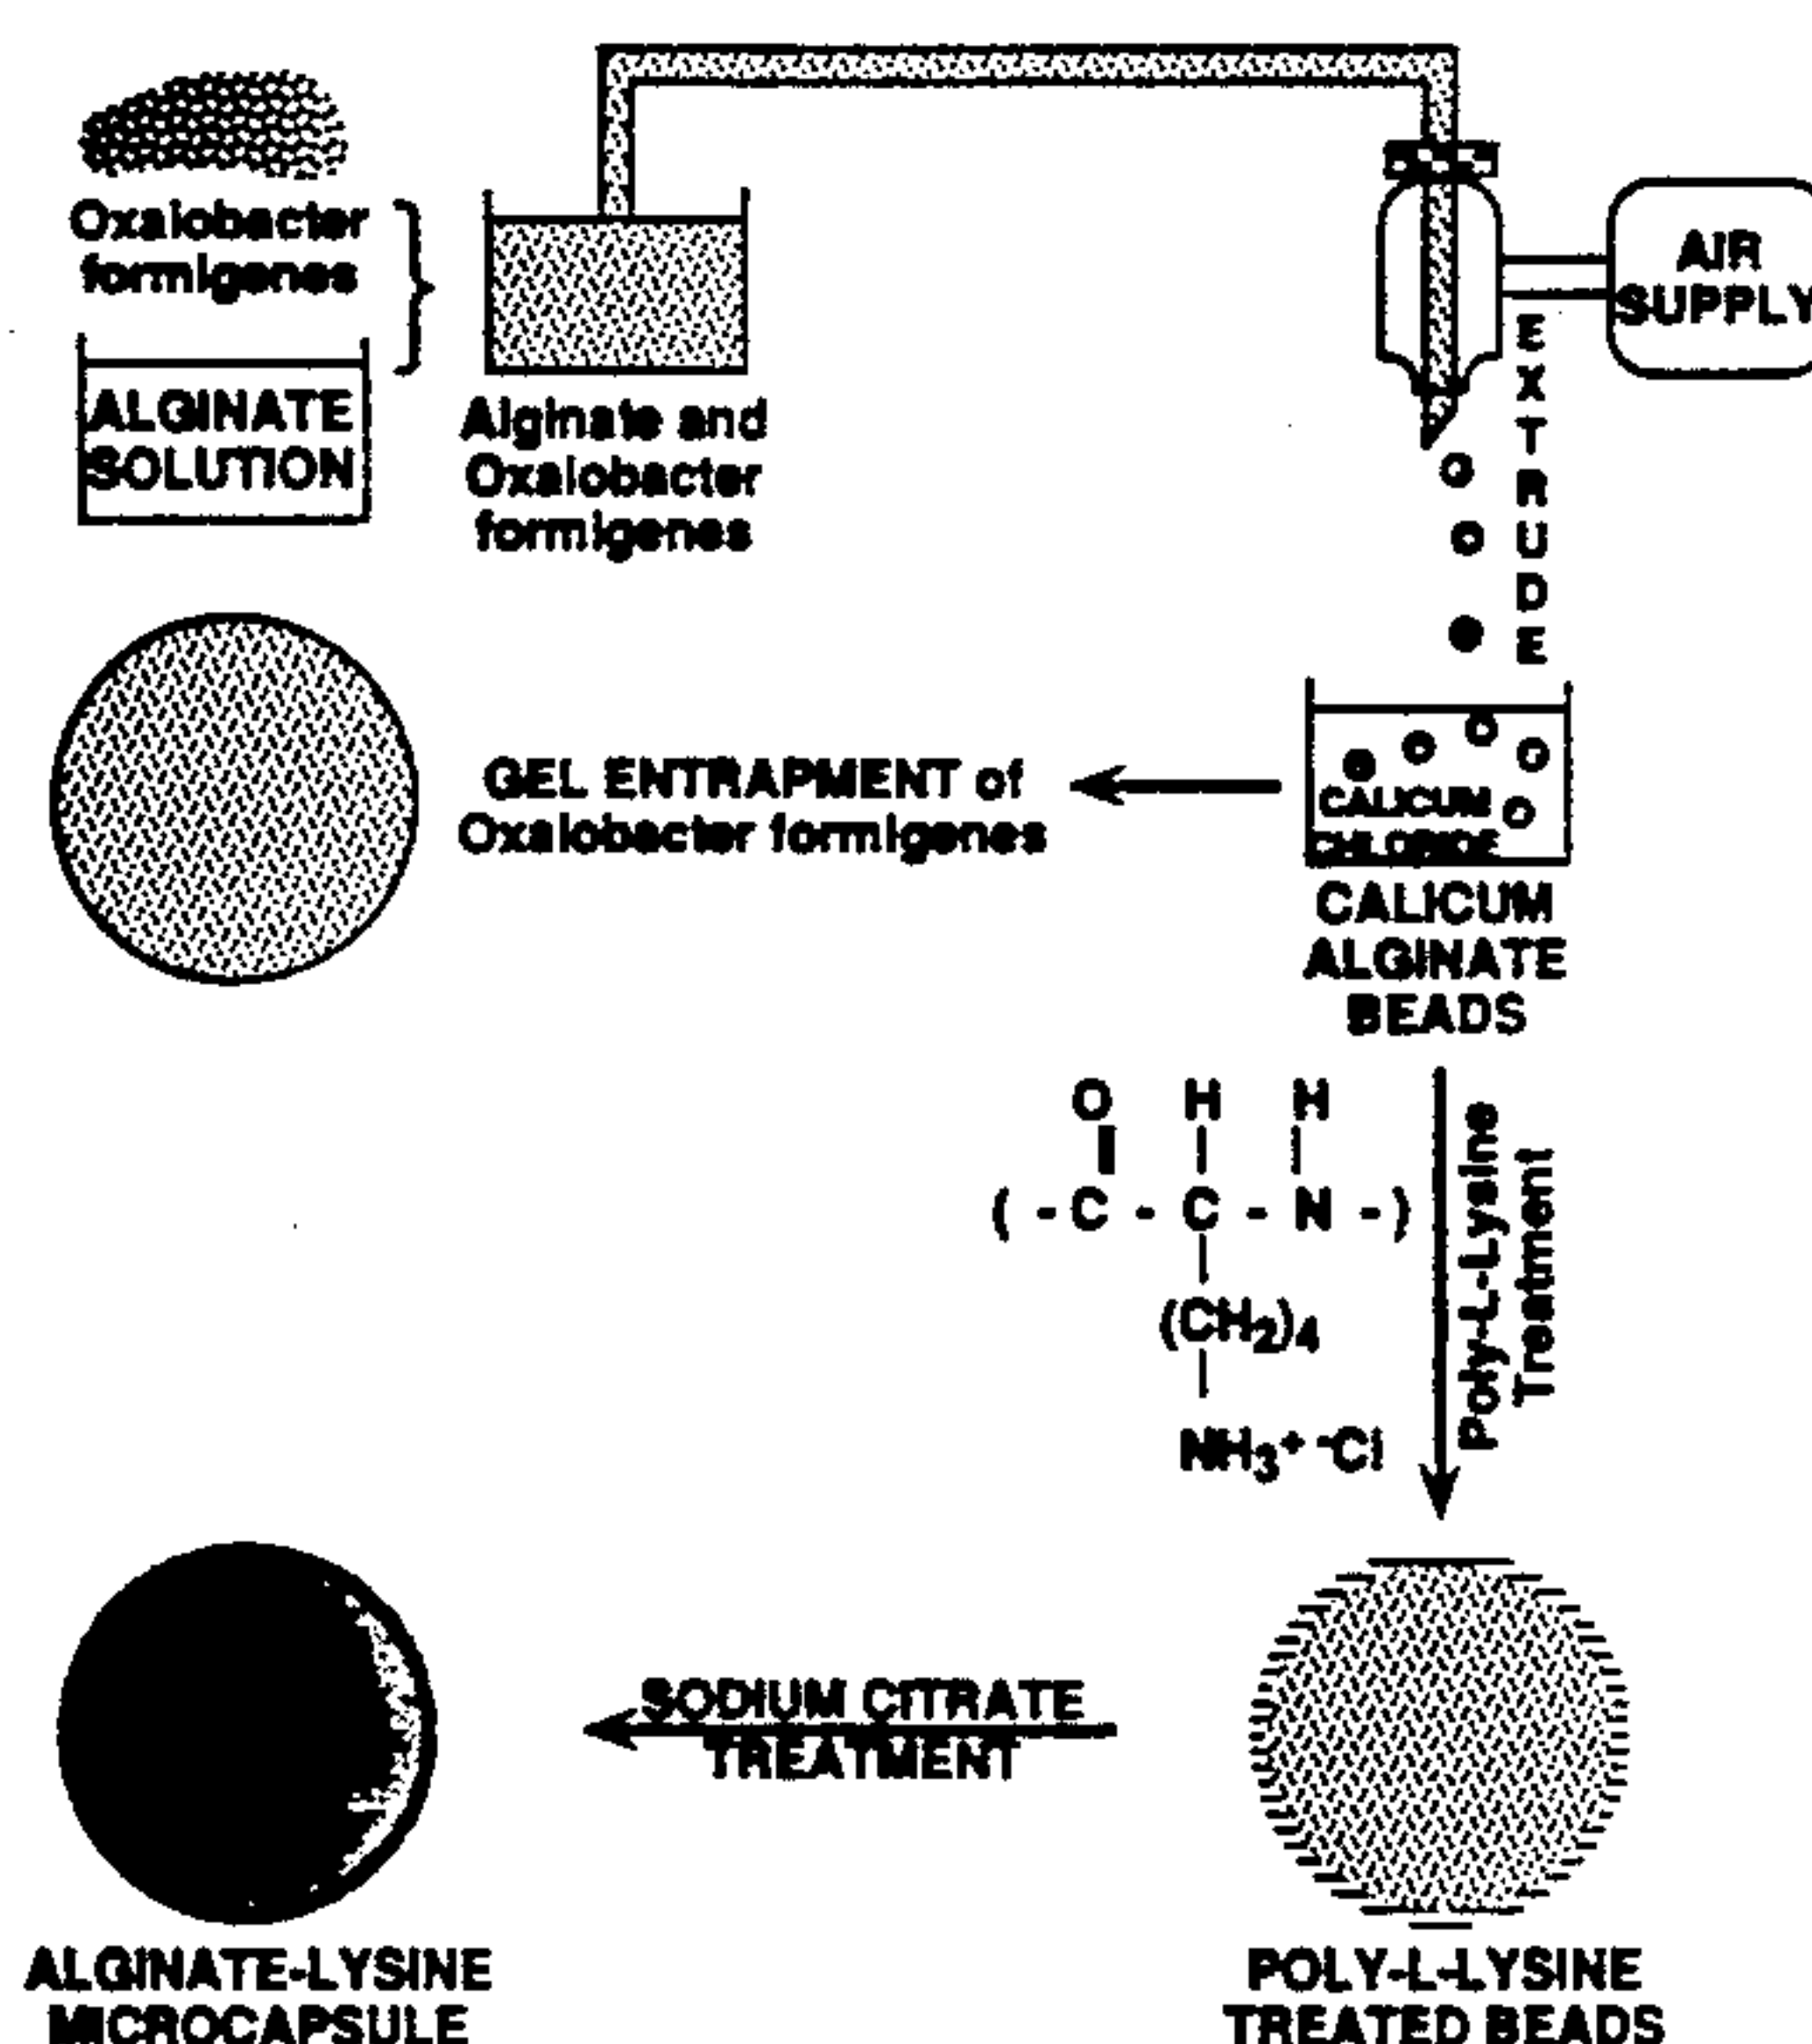 Oxalobacter
formigenes
ALGINATE
SOLUTION
Alginate and
Oxalobacter
formigenes
AIR
SUPPLY
EXTRUDE
GEL ENTRAPMENT of
Oxalobacter formigenes
CALICUM
CHLORIDE
CALICUM
ALGINATE
BEADS
O H H
( - C - C - N - )
(CH2)4
NH3+ -Cl
Poly-L-Lysine
Treatment
SODIUM CITRATE
TREATMENT
ALGINATE-LYSINE
MICROCAPSULE
POLY-L-LYSINE
TREATED BEADS